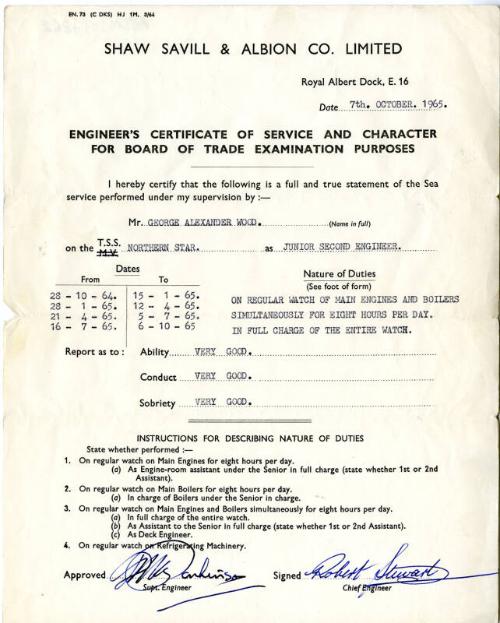 EN.73 (C DKS) HJ 1M. 3/64
SHAW SAVILL & ALBION CO. LIMITED
Royal Albert Dock, E. 16
Date 7th. OCTOBER. 1965.
ENGINEER'S CERTIFICATE OF SERVICE AND CHARACTER
FOR BOARD OF TRADE EXAMINATION PURPOSES
I hereby certify that the following is a full and true statement of the Sea
service performed under my supervision by :—
Mr. GEORGE ALEXANDER WOOD. (Name in full)
on the T.S.S. M.V. NORTHERN STAR. as JUNIOR SECOND ENGINEER.
Dates
From To
Nature of Duties
(See foot of form)
28 - 10 - 64. 15 - 1 - 65.
28 - 1 - 65. 12 - 4 - 65.
21 - 4 - 65. 5 - 7 - 65.
16 - 7 - 65. 6 - 10 - 65
ON REGULAR WATCH OF MAIN ENGINES AND BOILERS
SIMULTANEOUSLY FOR EIGHT HOURS PER DAY.
IN FULL CHARGE OF THE ENTIRE WATCH.
Report as to : Ability VERY GOOD.
Conduct VERY GOOD.
Sobriety VERY GOOD.
INSTRUCTIONS FOR DESCRIBING NATURE OF DUTIES
State whether performed :—
1. On regular watch on Main Engines for eight hours per day.
(a) As Engine-room assistant under the Senior in full charge (state whether 1st or 2nd
Assistant).
2. On regular watch on Main Boilers for eight hours per day.
(a) In charge of Boilers under the Senior in charge.
3. On regular watch on Main Engines and Boilers simultaneously for eight hours per day.
(a) In full charge of the entire watch.
(b) As Assistant to the Senior in full charge (state whether 1st or 2nd Assistant).
(c) As Deck Engineer.
4. On regular watch on Refrigerating Machinery.
Approved Signed Robert Stewart
Supt. Engineer Chief Engineer